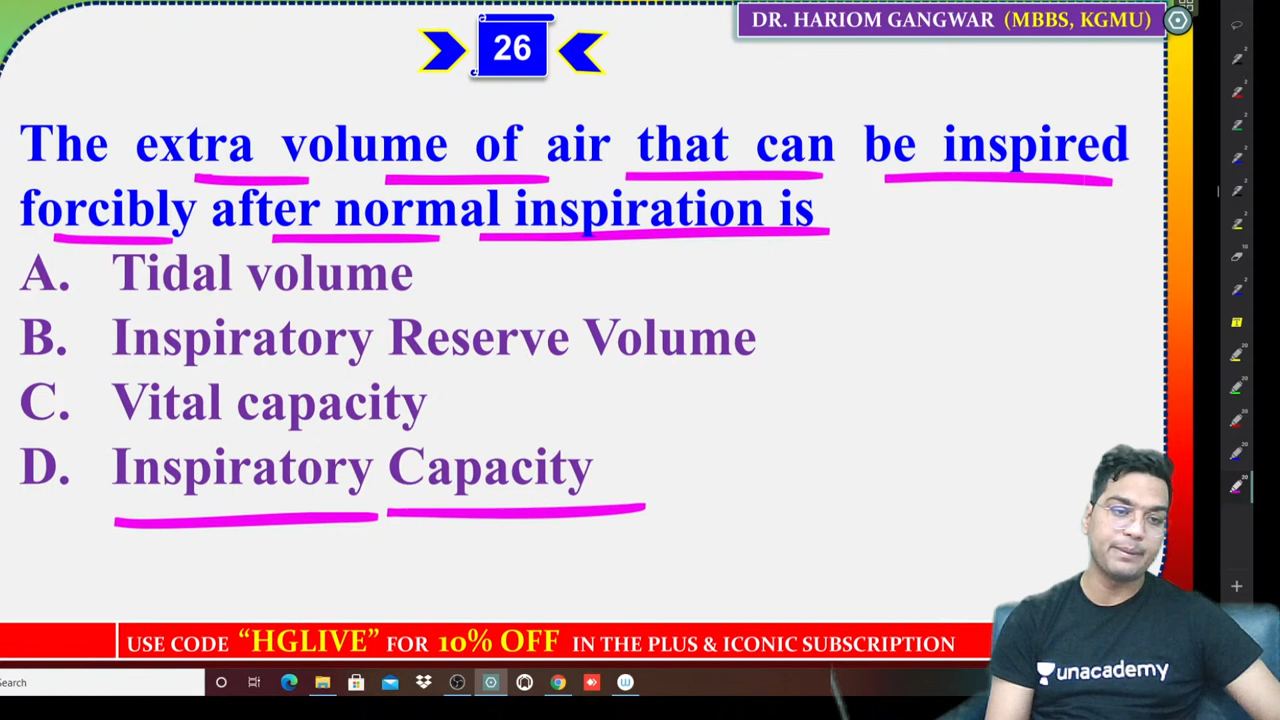 DR. HARIOM GANGWAR (MBBS, KGMU)
26
The extra volume of air that can be inspired
forcibly after normal inspiration is
A. Tidal volume
B. Inspiratory Reserve Volume
C. Vital capacity
D. Inspiratory Capacity
USE CODE “HGLIVE” FOR 10% OFF IN THE PLUS & ICONIC SUBSCRIPTION
unacademy
Search